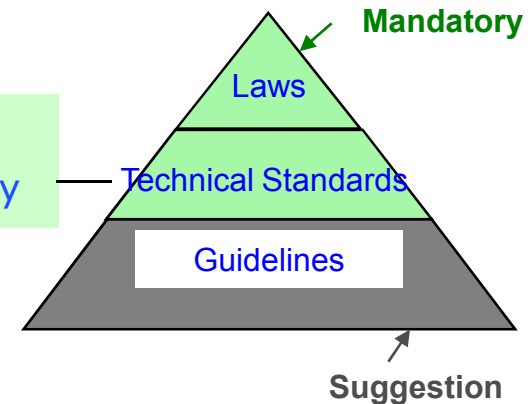 Mandatory
Laws
y
Technical Standards
Guidelines
Suggestion